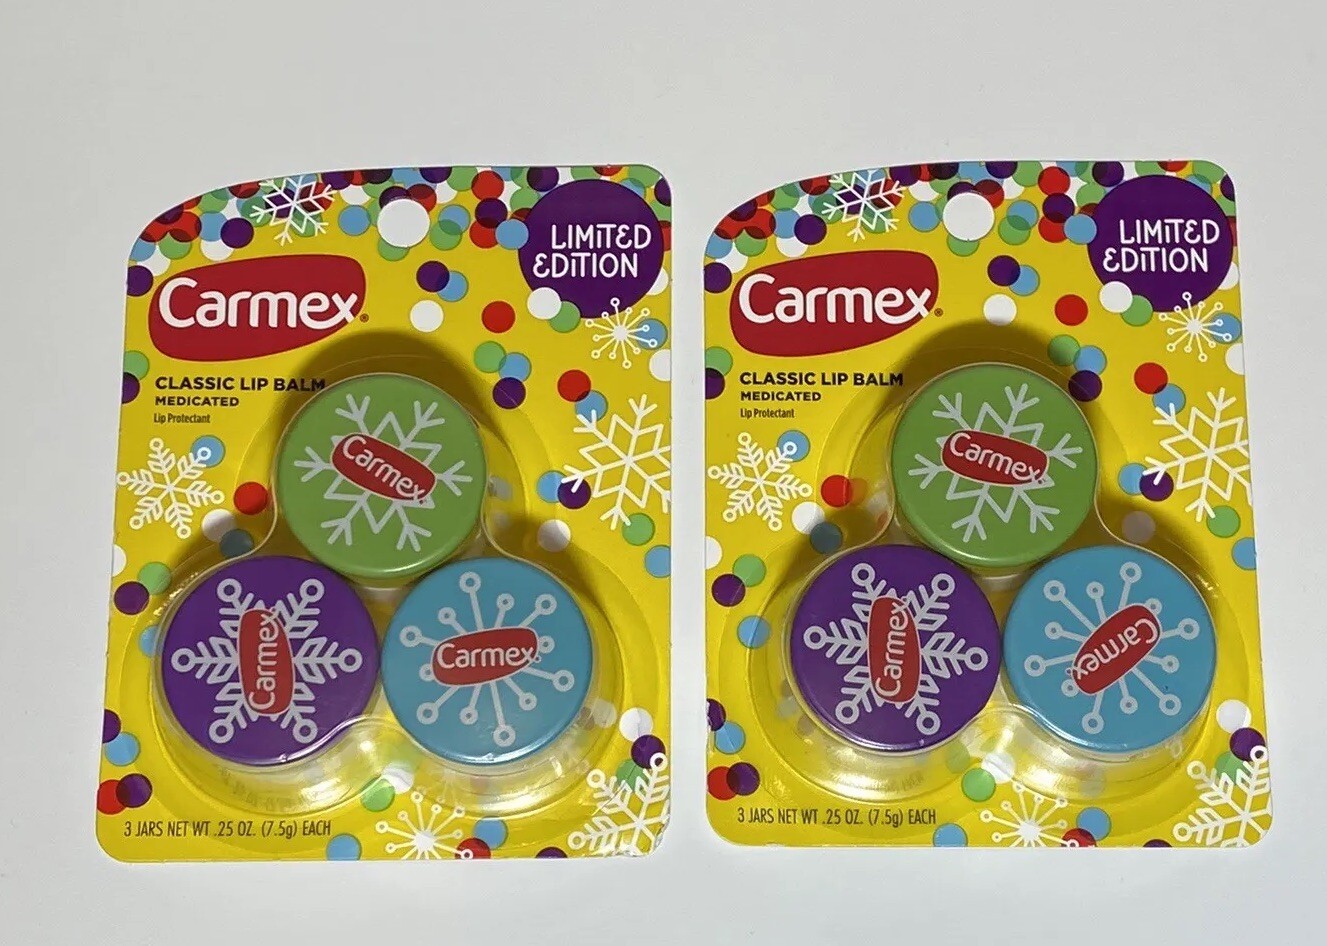 LIMITED
EDITION
Carmex®
CLASSIC LIP BALM
MEDICATED
Lip Protectant
Carmex
Carmex
Carmex
3 JARS NET WT .25 OZ. (7.5g) EACH
LIMITED
EDITION
Carmex®
CLASSIC LIP BALM
MEDICATED
Lip Protectant
Carmex
Carmex
Carmex
3 JARS NET WT .25 OZ. (7.5g) EACH